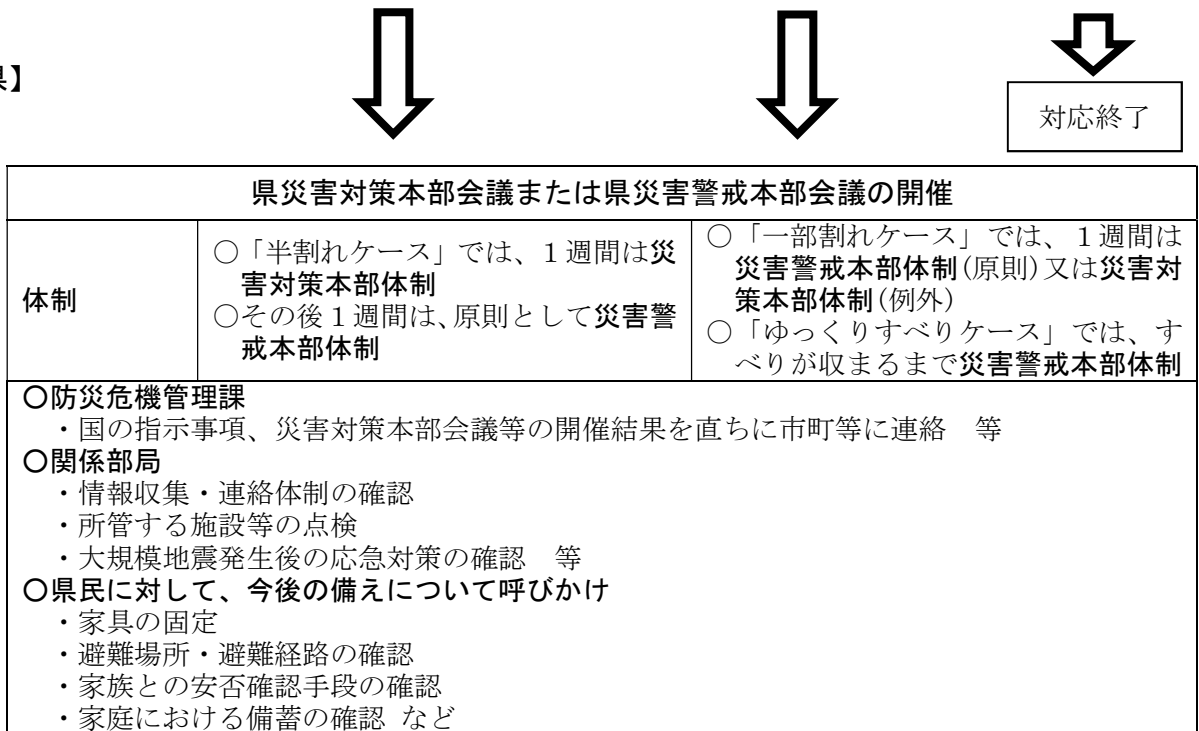 県】
対応終了
県災害対策本部会議または県災害警戒本部会議の開催
体制
○「半割れケース」では、１週間は災
害対策本部体制
○その後１週間は、原則として災害警
戒本部体制
○「一部割れケース」では、１週間は
災害警戒本部体制(原則)又は災害対
策本部体制(例外)
○「ゆっくりすべりケース」では、す
べりが収まるまで災害警戒本部体制
○防災危機管理課
・国の指示事項、災害対策本部会議等の開催結果を直ちに市町等に連絡　等
○関係部局
・情報収集・連絡体制の確認
・所管する施設等の点検
・大規模地震発生後の応急対策の確認　等
○県民に対して、今後の備えについて呼びかけ
・家具の固定
・避難場所・避難経路の確認
・家族との安否確認手段の確認
・家庭における備蓄の確認 など